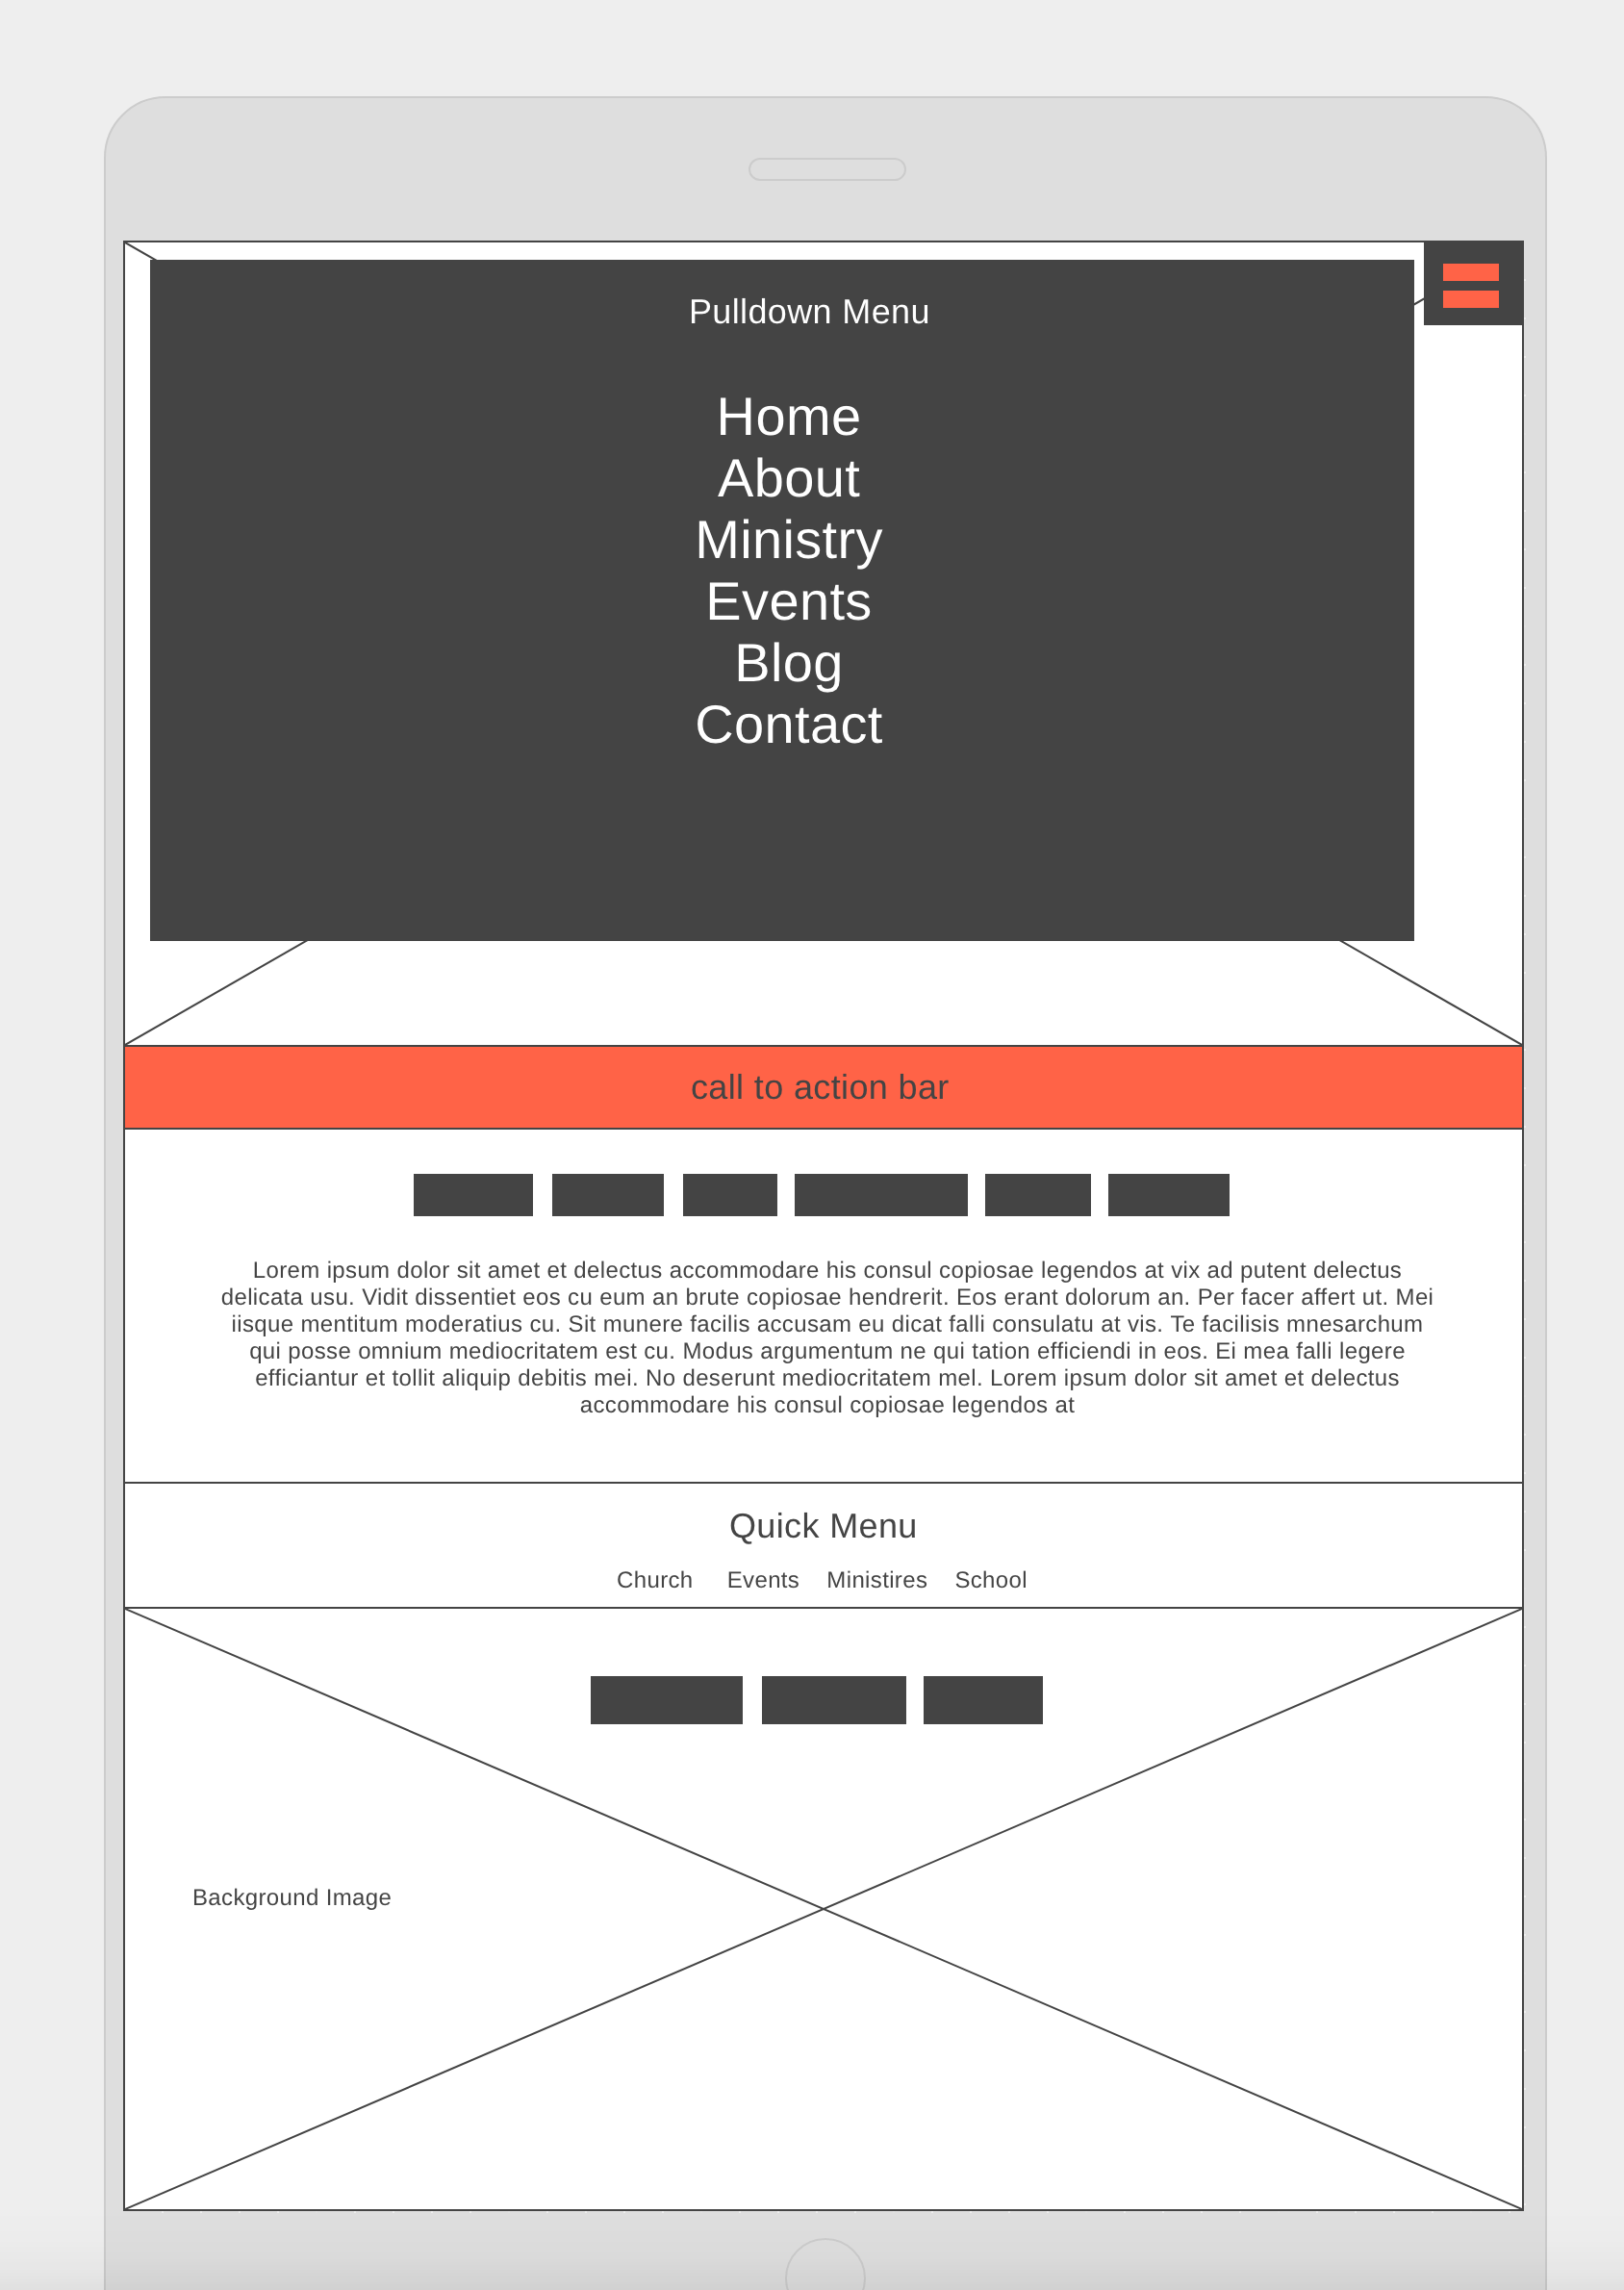 Pulldown Menu
Home
About
Ministry
Events
Blog
Contact
call to action bar
Lorem ipsum dolor sit amet et delectus accommodare his consul copiosae legendos at vix ad putent delectus
delicata usu. Vidit dissentiet eos cu eum an brute copiosae hendrerit. Eos erant dolorum an. Per facer affert ut. Mei
iisque mentitum moderatius cu. Sit munere facilis accusam eu dicat falli consulatu at vis. Te facilisis mnesarchum
qui posse omnium mediocritatem est cu. Modus argumentum ne qui tation efficiendi in eos. Ei mea falli legere
efficiantur et tollit aliquip debitis mei. No deserunt mediocritatem mel. Lorem ipsum dolor sit amet et delectus
accommodare his consul copiosae legendos at
Quick Menu
Church Events Ministires School
Background Image